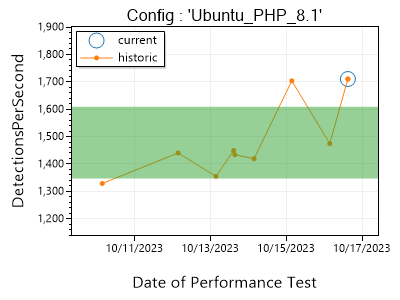 Config : 'Ubuntu_PHP_8.1'
current
historic
1,900
1,800
1,700
1,600
1,500
1,400
1,300
1,200
DetectionsPerSecond
10/11/2023
10/13/2023
10/15/2023
10/17/2023
Date of Performance Test